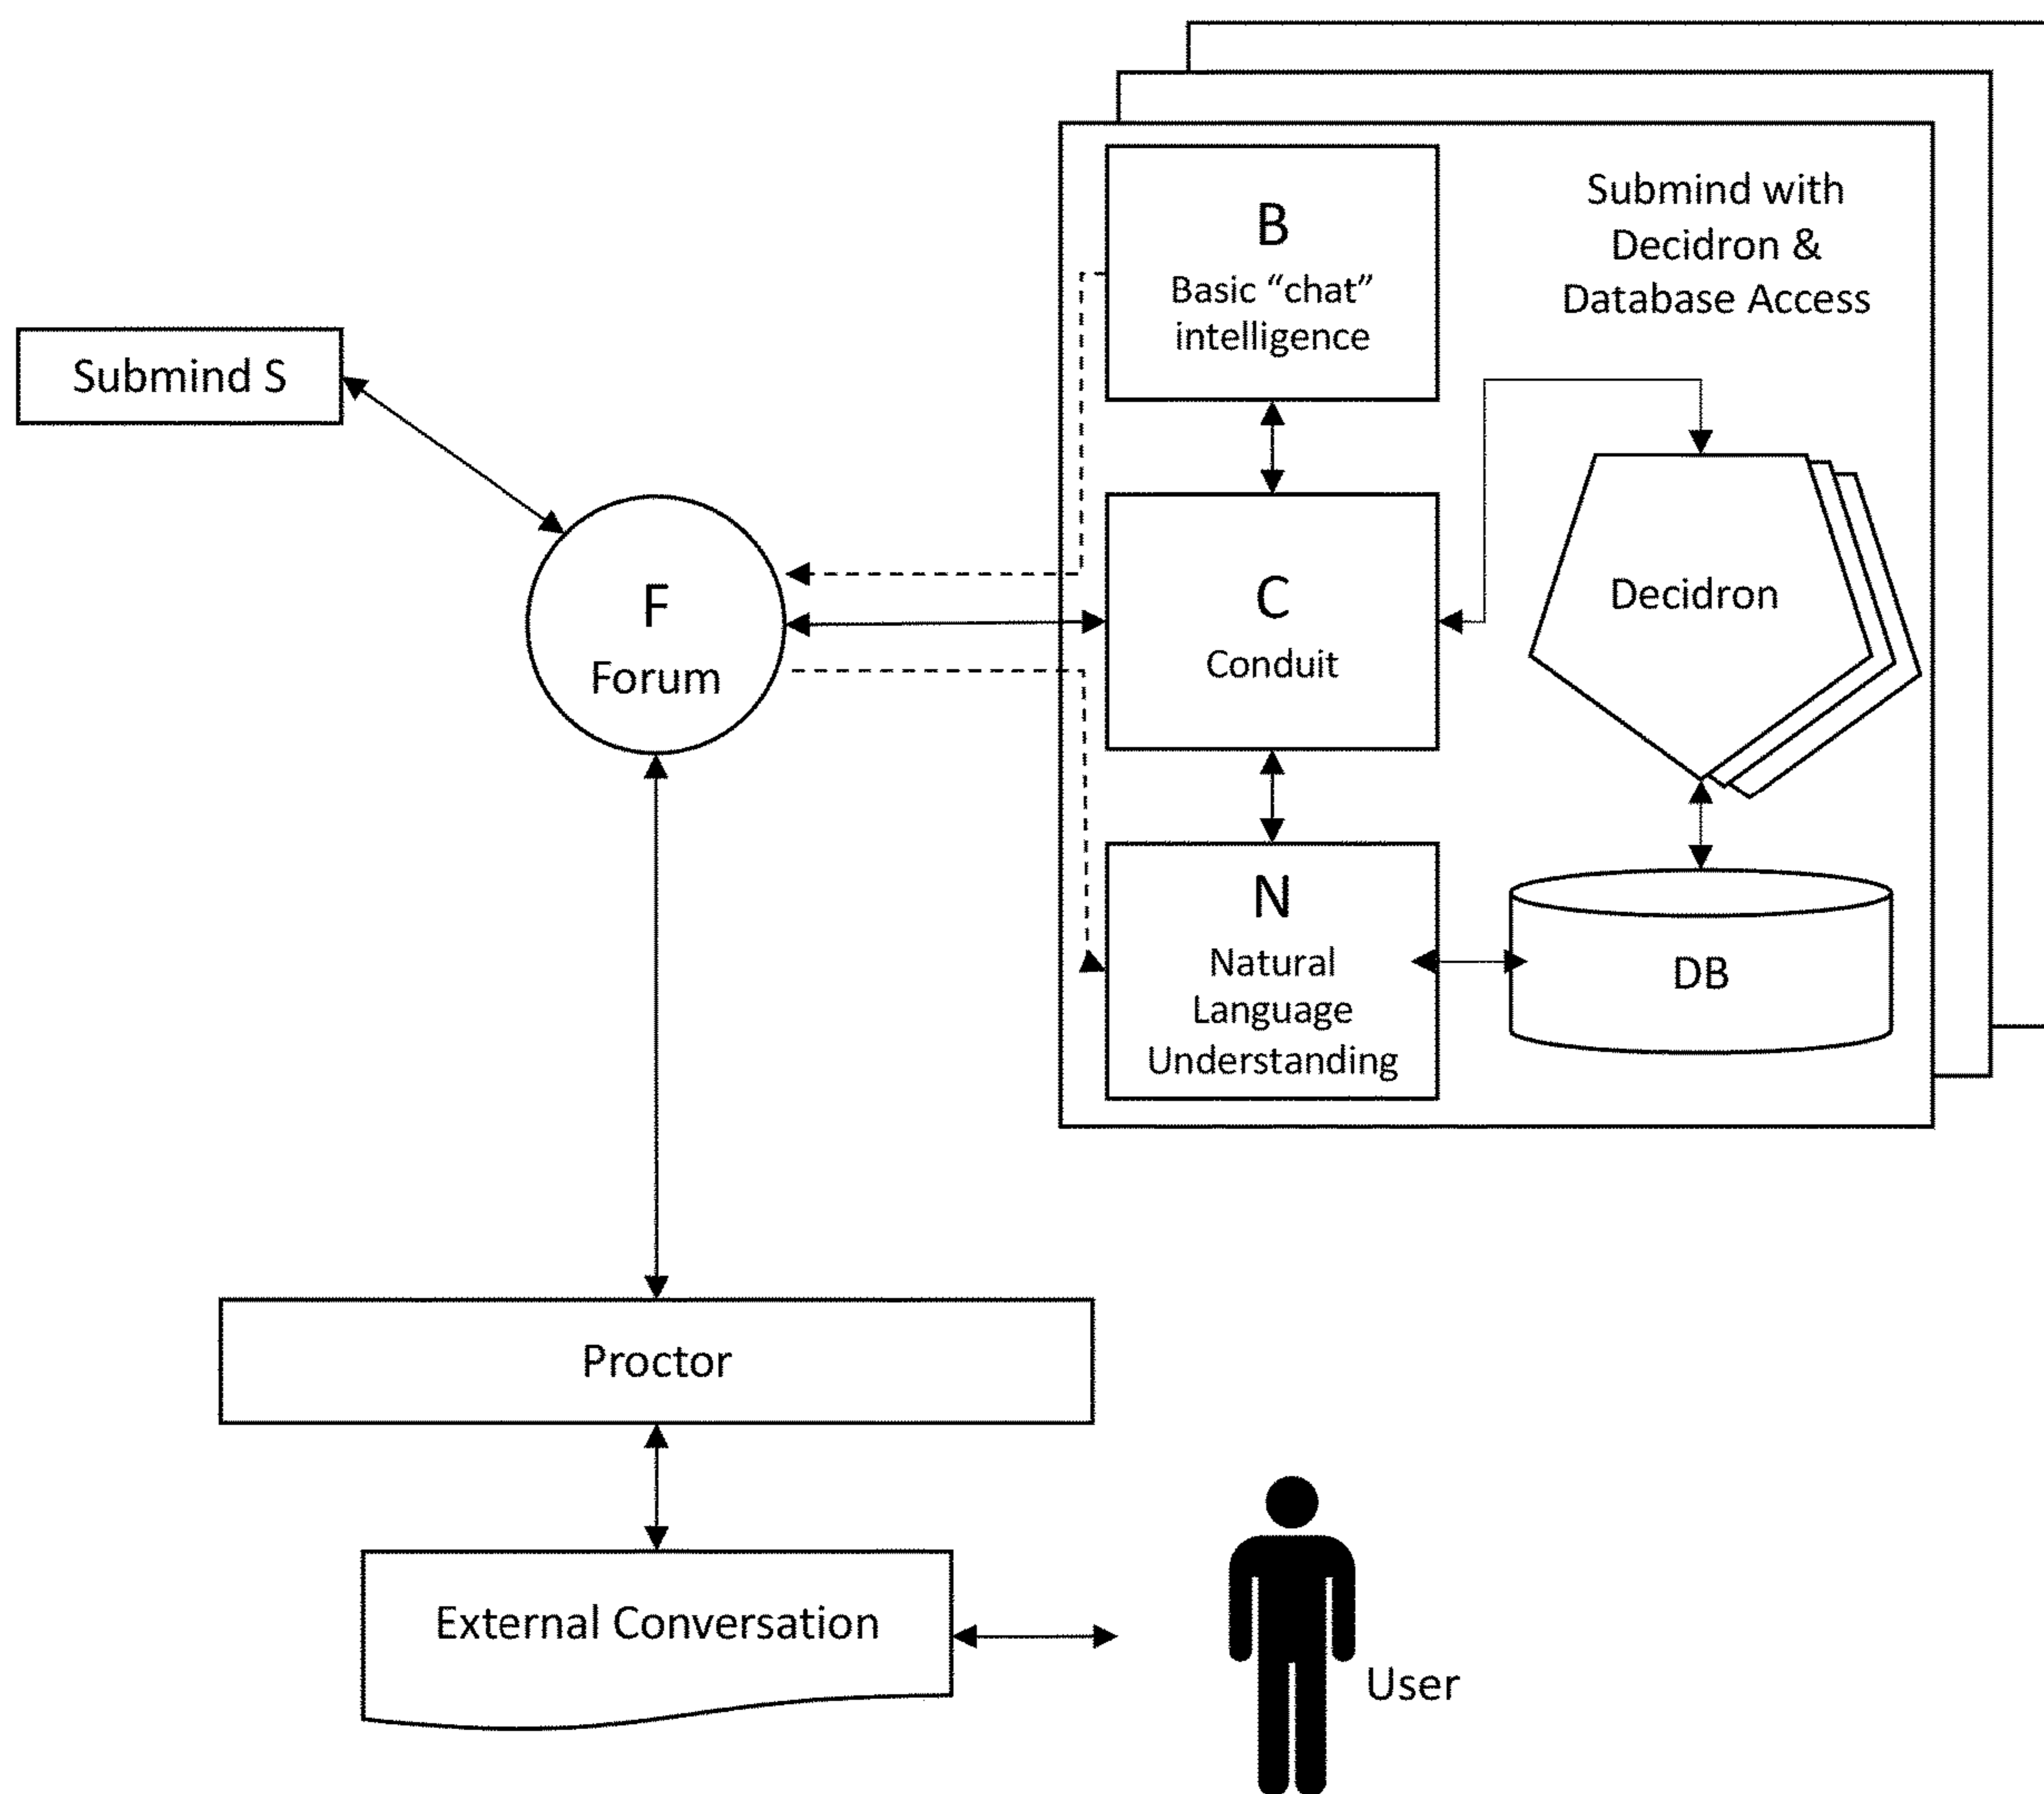 Submind with
Decidron &
Database Access
B
Basic “chat”
intelligence
Submind S
F
Forum
C
Conduit
Decidron
N
Natural
Language
Understanding
DB
Proctor
External Conversation
User